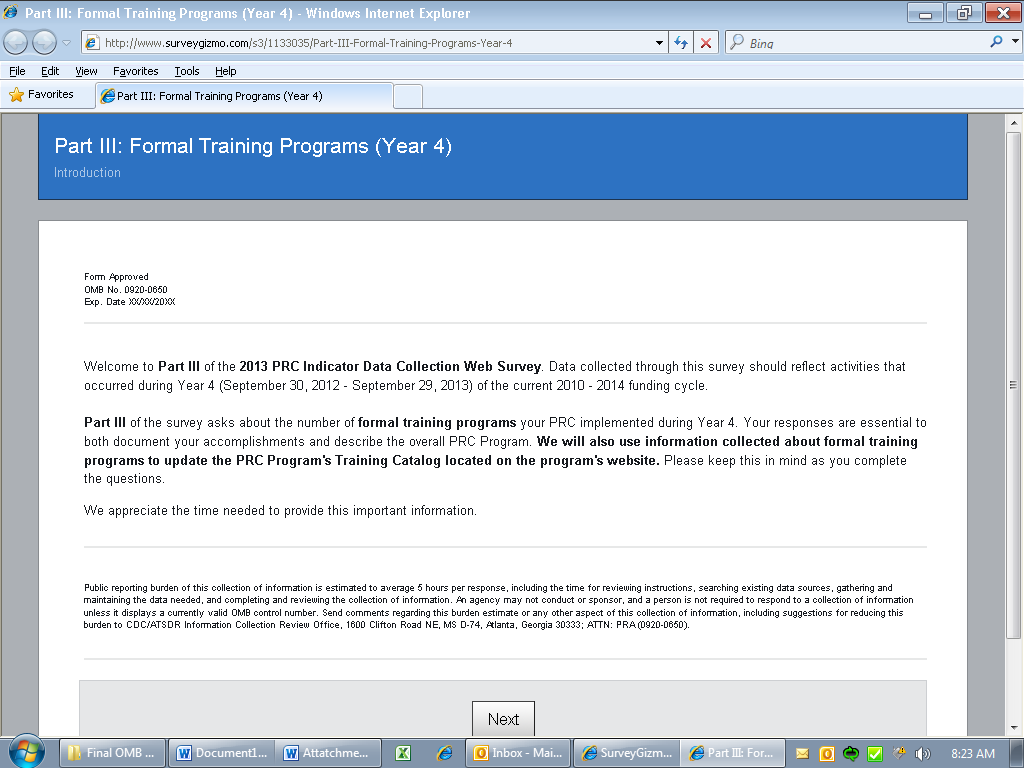 Part III: Formal Training Programs (Year 4) - Windows Internet Explorer
http://www.surveygizmo.com/s3/1133035/Part-III-Formal-Training-Programs-Year-4
Bing
File Edit View Favorites Tools Help
Favorites
Part III: Formal Training Programs (Year 4)
Part III: Formal Training Programs (Year 4)
Introduction
Form Approved
OMB No. 0920-0650
Exp. Date XX/XX/20XX
Welcome to Part III of the 2013 PRC Indicator Data Collection Web Survey. Data collected through this survey should reflect activities that
occurred during Year 4 (September 30, 2012 - September 29, 2013) of the current 2010 - 2014 funding cycle.
Part III of the survey asks about the number of formal training programs your PRC implemented during Year 4. Your responses are essential to
both document your accomplishments and describe the overall PRC Program. We will also use information collected about formal training
programs to update the PRC Program's Training Catalog located on the program's website. Please keep this in mind as you complete
the questions.
We appreciate the time needed to provide this important information.
Public reporting burden of this collection of information is estimated to average 5 hours per response, including the time for reviewing instructions, searching existing data sources, gathering and
maintaining the data needed, and completing and reviewing the collection of information. An agency may not conduct or sponsor, and a person is not required to respond to a collection of information
unless it displays a currently valid OMB control number. Send comments regarding this burden estimate or any other aspect of this collection of information, including suggestions for reducing this
burden to CDC/ATSDR Information Collection Review Office, 1600 Clifton Road NE, MS D-74, Atlanta, Georgia 30333; ATTN: PRA (0920-0650).
Next
Final OMB ... Document1... Attatchme... Inbox - Mai... SurveyGizm... Part III: For... 8:23 AM